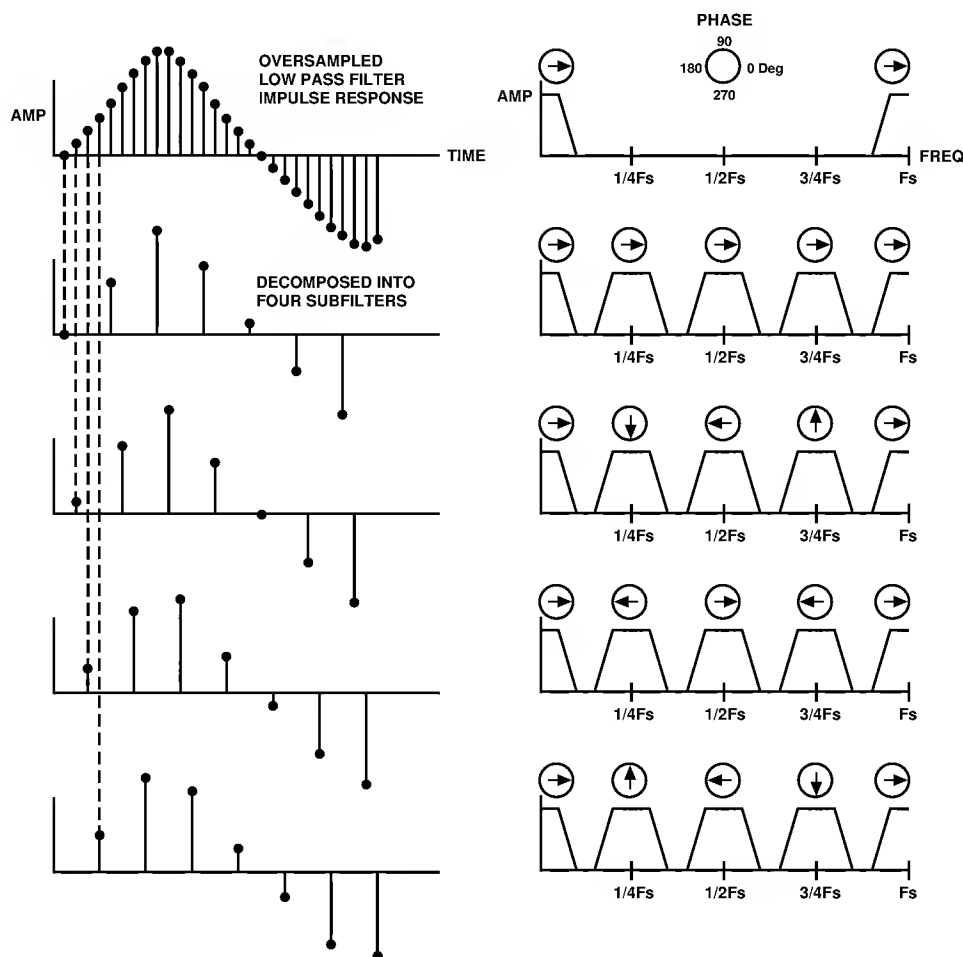 OVERSAMPLED
LOW PASS FILTER
IMPULSE RESPONSE
AMP
TIME
PHASE
90
180
0 Deg
270
AMP
FREQ
1/4Fs 1/2Fs 3/4Fs Fs
DECOMPOSED INTO
FOUR SUBFILTERS
1/4Fs 1/2Fs 3/4Fs Fs
1/4Fs 1/2Fs 3/4Fs Fs
1/4Fs 1/2Fs 3/4Fs Fs
1/4Fs 1/2Fs 3/4Fs Fs